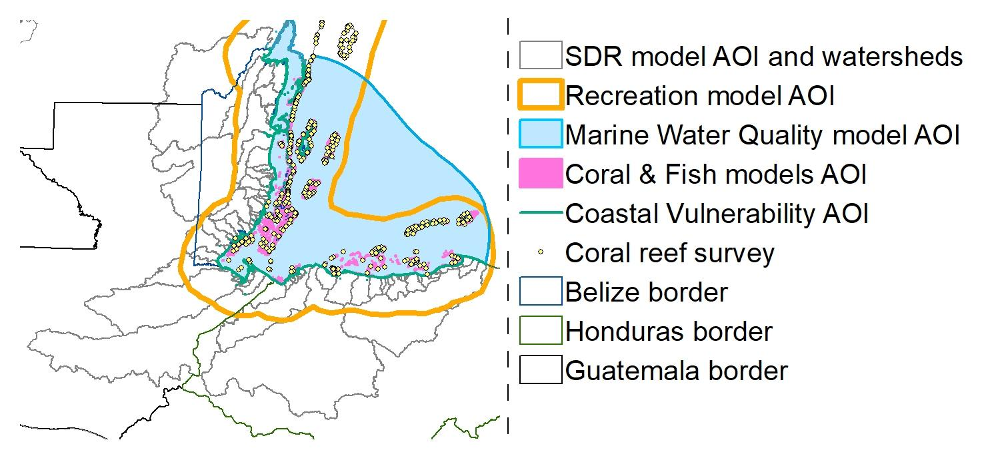 SDR model AOI and watersheds
Recreation model AOI
Marine Water Quality model AOI
Coral & Fish models AOI
Coastal Vulnerability AOI
Coral reef survey
Belize border
Honduras border
Guatemala border